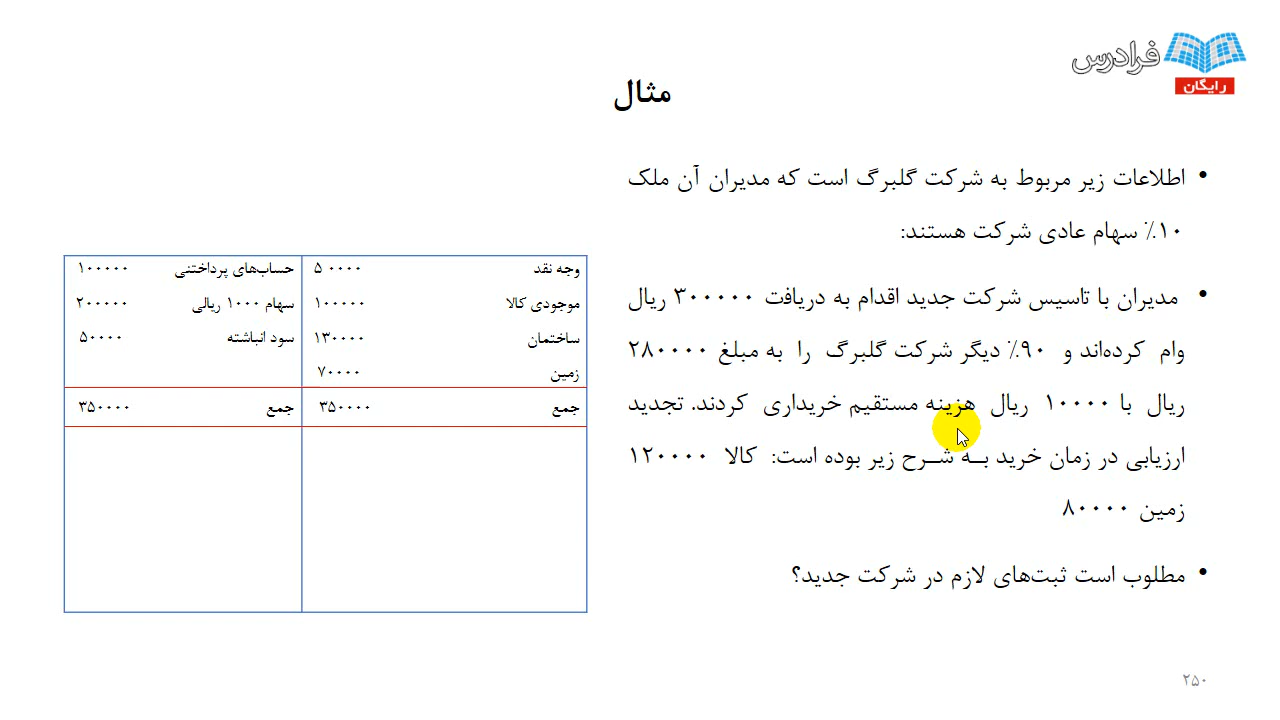 فرادرس
رایگان
مثال
• اطلاعات زیر مربوط به شرکت گلبرگ است که مدیران آن ملک
۱۰٪ سهام عادی شرکت هستند:
• مدیران با تاسیس شرکت جدید اقدام به دریافت ۳۰۰۰۰۰ ریال
وام کرده‌اند و ۹۰٪ دیگر شرکت گلبرگ را به مبلغ ۲۸۰۰۰۰
ریال با ۱۰۰۰۰ ریال هزینه مستقیم خریداری کردند. تجدید
ارزیابی در زمان خرید بــه شــرح زیر بوده است: کالا ۱۲۰۰۰۰
زمین ۸۰۰۰۰
• مطلوب است ثبت‌های لازم در شرکت جدید؟
وجه نقد ۵۰۰۰۰ حساب‌های پرداختنی ۱۰۰۰۰۰
موجودی کالا ۱۰۰۰۰۰ سهام ۱۰۰۰ ریالی ۲۰۰۰۰۰
ساختمان ۱۳۰۰۰۰ سود انباشته ۵۰۰۰۰
زمین ۷۰۰۰۰
جمع ۳۵۰۰۰۰ جمع ۳۵۰۰۰۰
۲۵۰